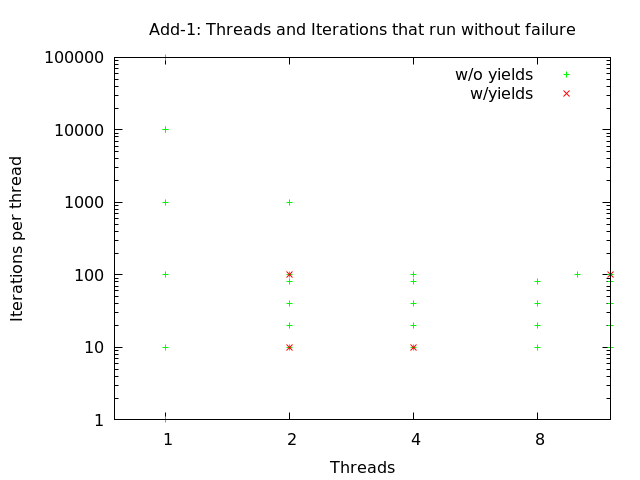 Add-1: Threads and Iterations that run without failure
100000
w/o yields
w/yields
10000
1000
100
10
1
Iterations per thread
1
2
4
8
Threads